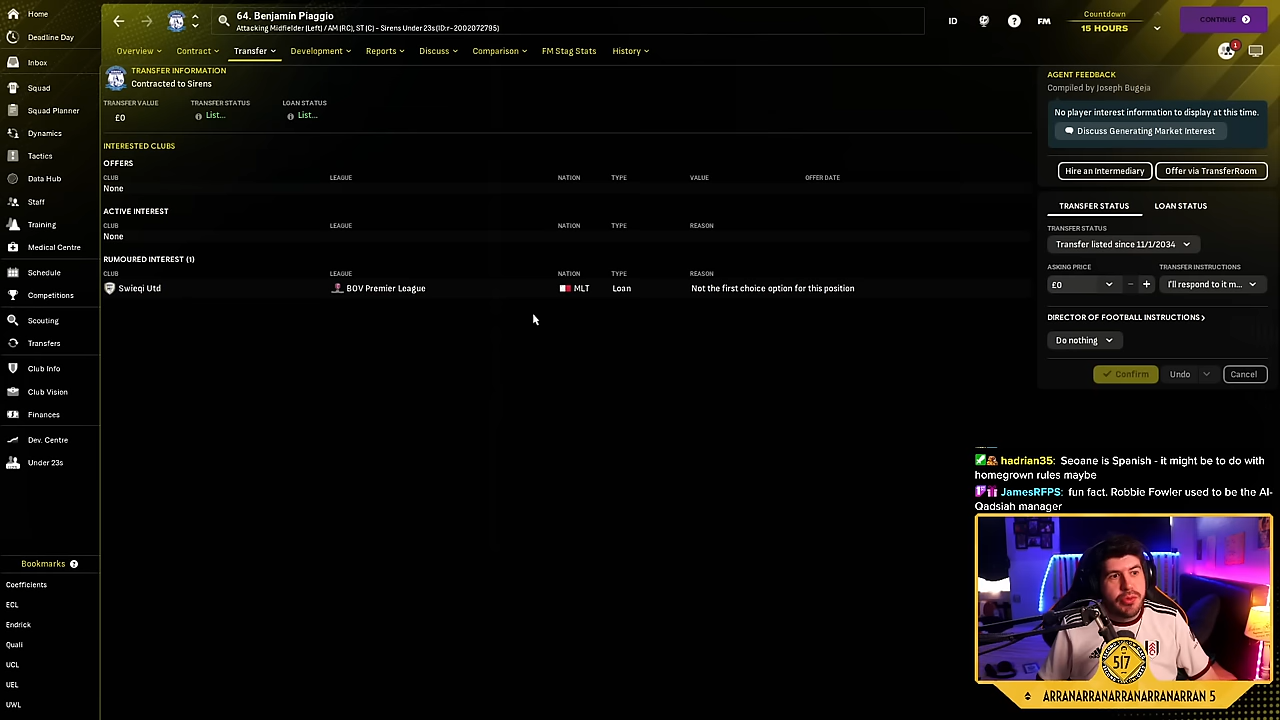 Home
Deadline Day
Inbox
Squad
Squad Planner
Dynamics
Tactics
Data Hub
Staff
Training
Medical Centre
Schedule
Competitions
Scouting
Transfers
Club Info
Club Vision
Finances
Dev. Centre
Under 23s
Bookmarks
Coefficients
ECL
Endrick
Quali
UCL
UEL
UWL
64. Benjamín Piaggio
Attacking Midfielder (Left) / AM (RC), ST (C) - Sirens Under 23s (ID:r-2002072795)
ID
FM
Countdown
15 HOURS
CONTINUE
1
Overview
Contract
Transfer
Development
Reports
Discuss
Comparison
FM Stag Stats
History
TRANSFER INFORMATION
Contracted to Sirens
TRANSFER VALUE TRANSFER STATUS LOAN STATUS
£0 List... List...
INTERESTED CLUBS
OFFERS
CLUB LEAGUE NATION TYPE VALUE OFFER DATE
None
ACTIVE INTEREST
CLUB LEAGUE NATION TYPE REASON
None
RUMOURED INTEREST (1)
CLUB LEAGUE NATION TYPE REASON
Swieqi Utd BOV Premier League MLT Loan Not the first choice option for this position
AGENT FEEDBACK
Compiled by Joseph Bugeja
No player interest information to display at this time.
Discuss Generating Market Interest
Hire an Intermediary Offer via TransferRoom
TRANSFER STATUS LOAN STATUS
TRANSFER STATUS
Transfer listed since 11/1/2034
ASKING PRICE TRANSFER INSTRUCTIONS
£0 - + I'll respond to it m...
DIRECTOR OF FOOTBALL INSTRUCTIONS >
Do nothing
Confirm Undo Cancel
hadrian35: Seoane is Spanish - it might be to do with
homegrown rules maybe
JamesRFPS: fun fact. Robbie Fowler used to be the Al-
Qadsiah manager
517
ARRANARRANARRANARRANARRAN 5